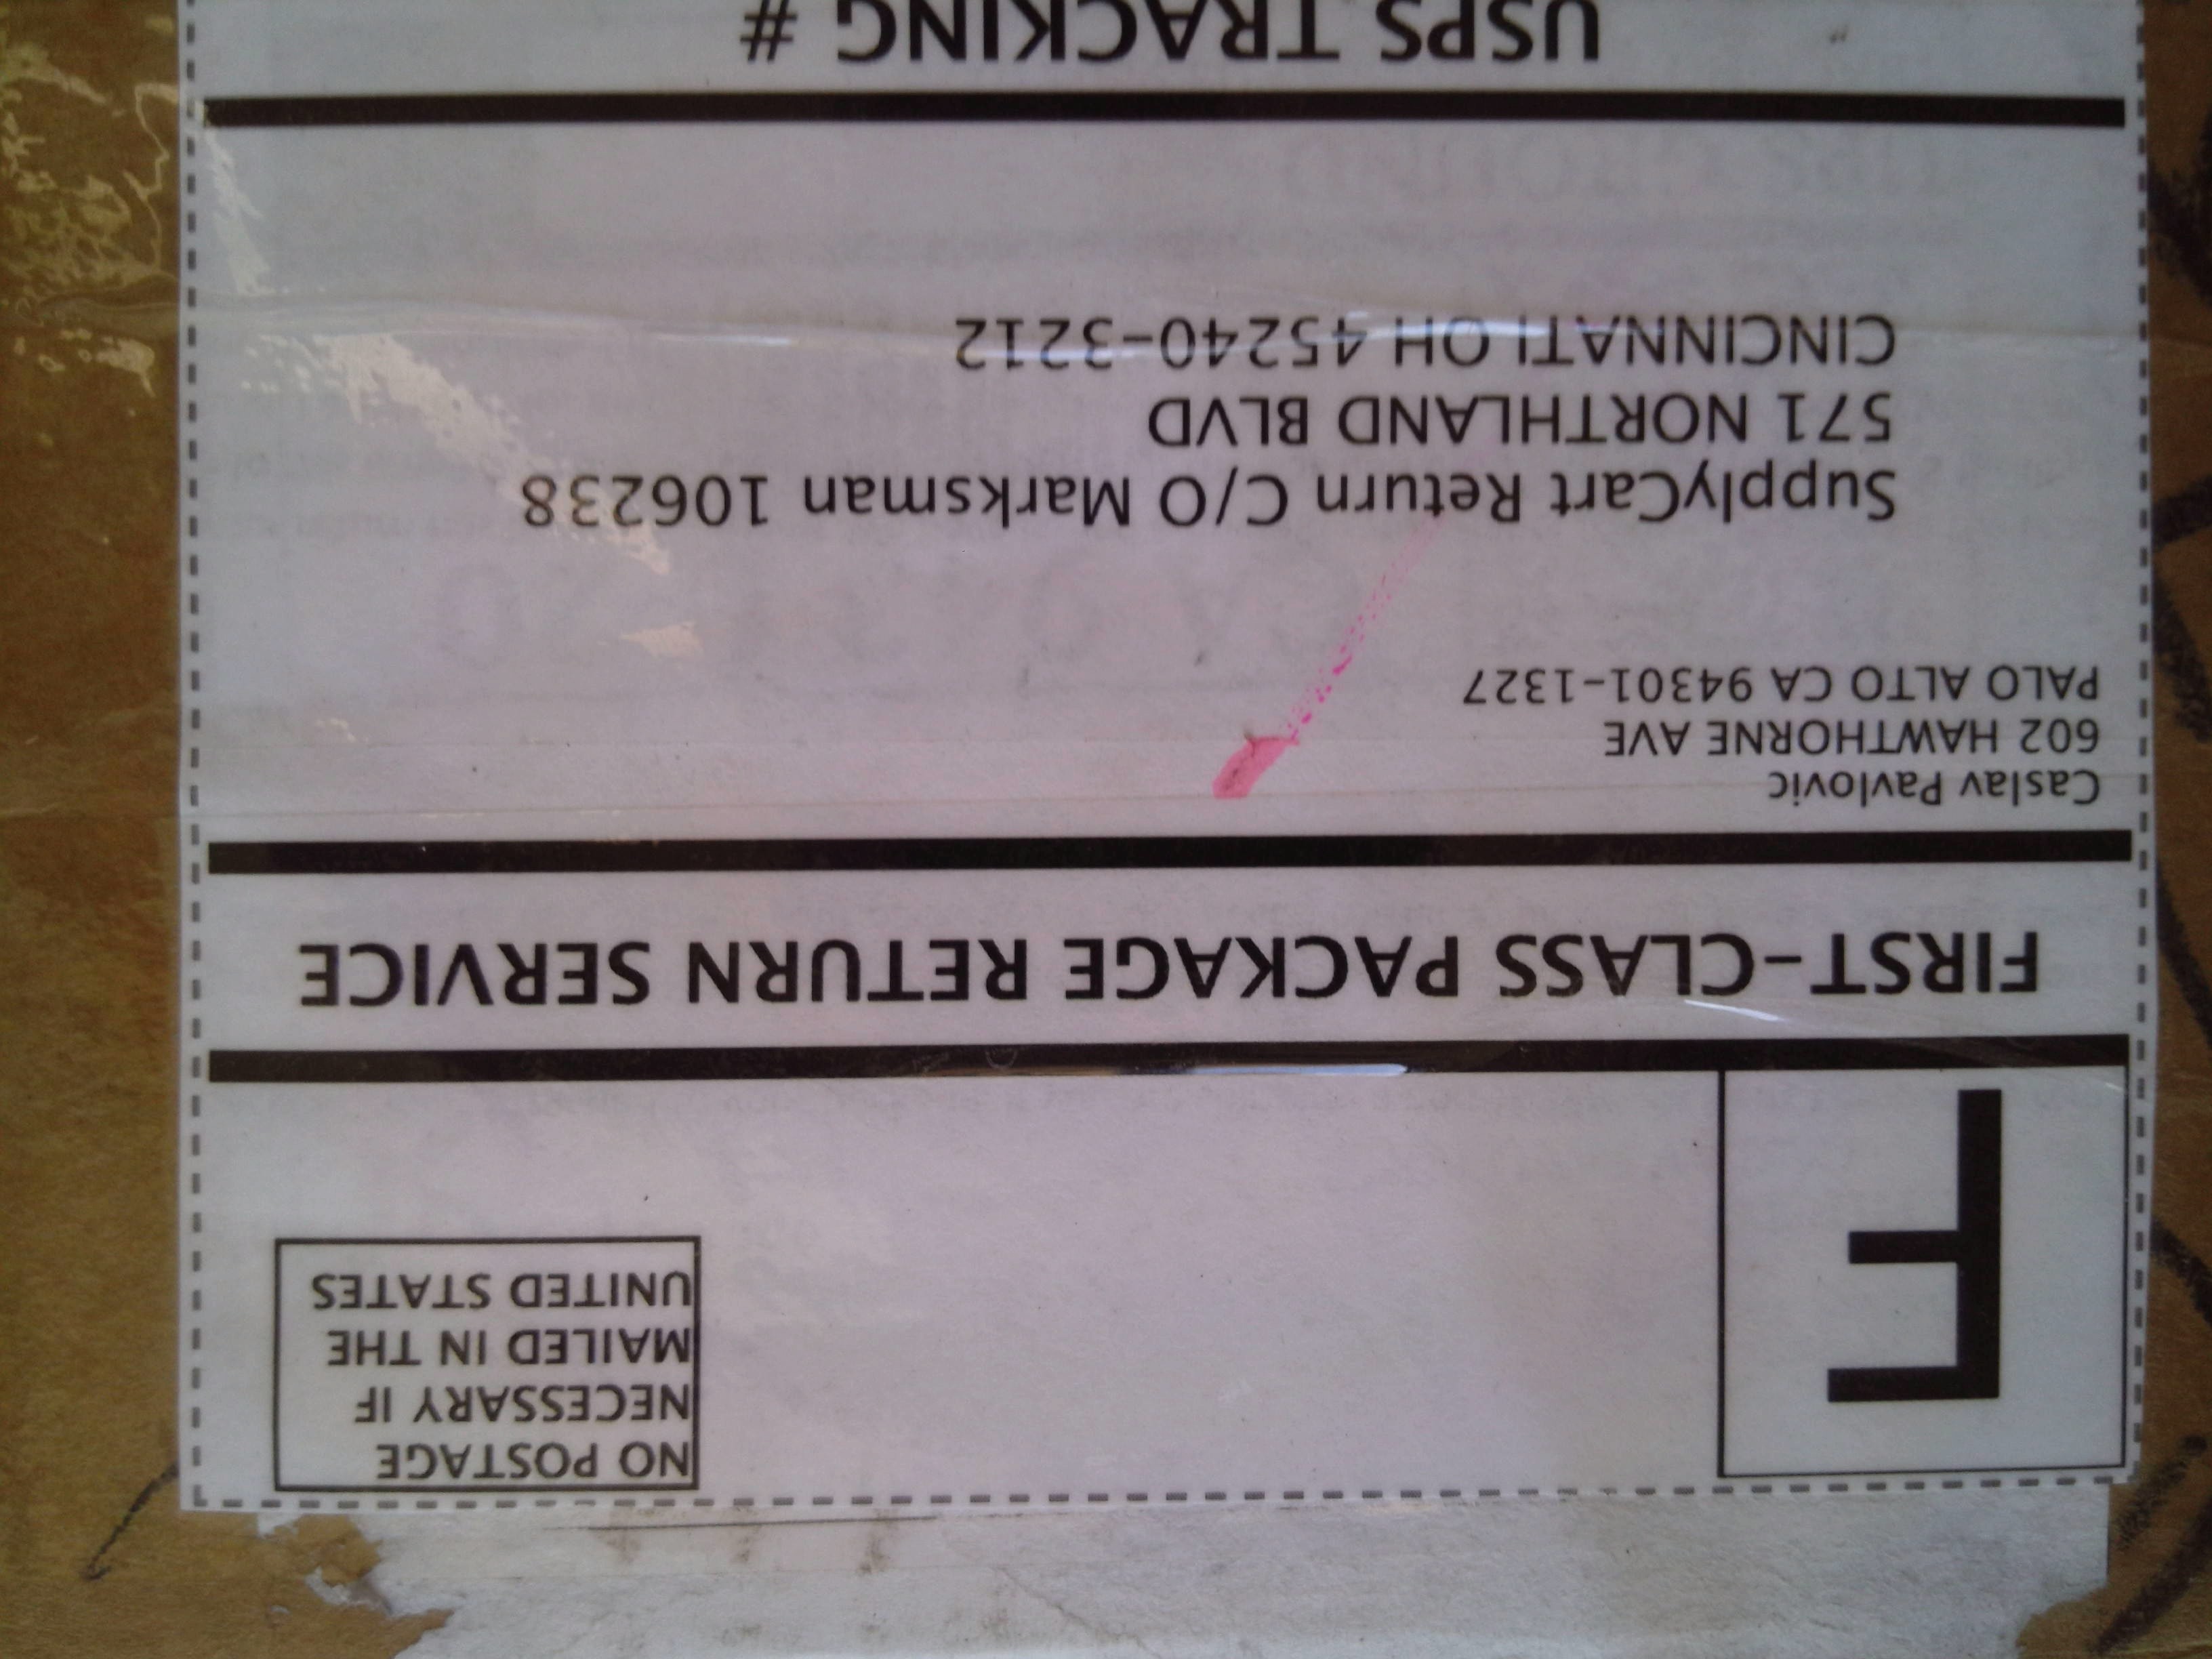 F
NO POSTAGE
NECESSARY IF
MAILED IN THE
UNITED STATES
FIRST-CLASS PACKAGE RETURN SERVICE
Caslav Pavlovic
602 HAWTHORNE AVE
PALO ALTO CA 94301-1327
SupplyCart Return C/O Marksman 106238
571 NORTHLAND BLVD
CINCINNATI OH 45240-3212
USPS TRACKING #